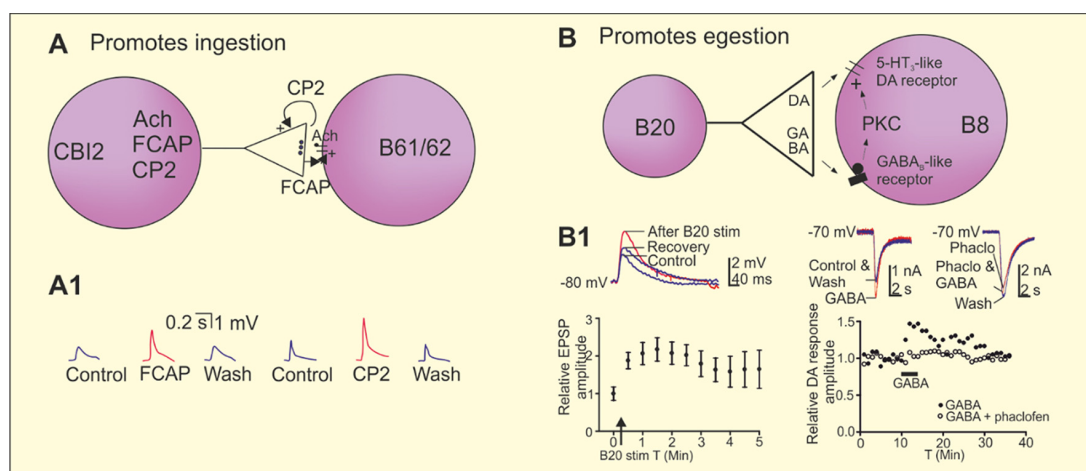 A Promotes ingestion
CBI2
Ach
FCAP
CP2
CP2
Ach
+
+
FCAP
B61/62
A1
0.2 s
1 mV
Control
FCAP
Wash
Control
CP2
Wash
B Promotes egestion
B20
DA
GA
BA
5-HT₃-like
DA receptor
+
PKC
B8
GABA_B-like
receptor
B1
After B20 stim
Recovery
Control
-80 mV
2 mV
40 ms
-70 mV
Control &
Wash
GABA
1 nA
2 s
-70 mV
Phaclo
Phaclo &
GABA
Wash
2 nA
2 s
Relative EPSP
amplitude
3
2
1
0 1 2 3 4 5
B20 stim T (Min)
Relative DA response
amplitude
1.5
1.0
0.5
0.0
GABA
GABA
GABA + phaclofen
0 10 20 30 40
T (Min)